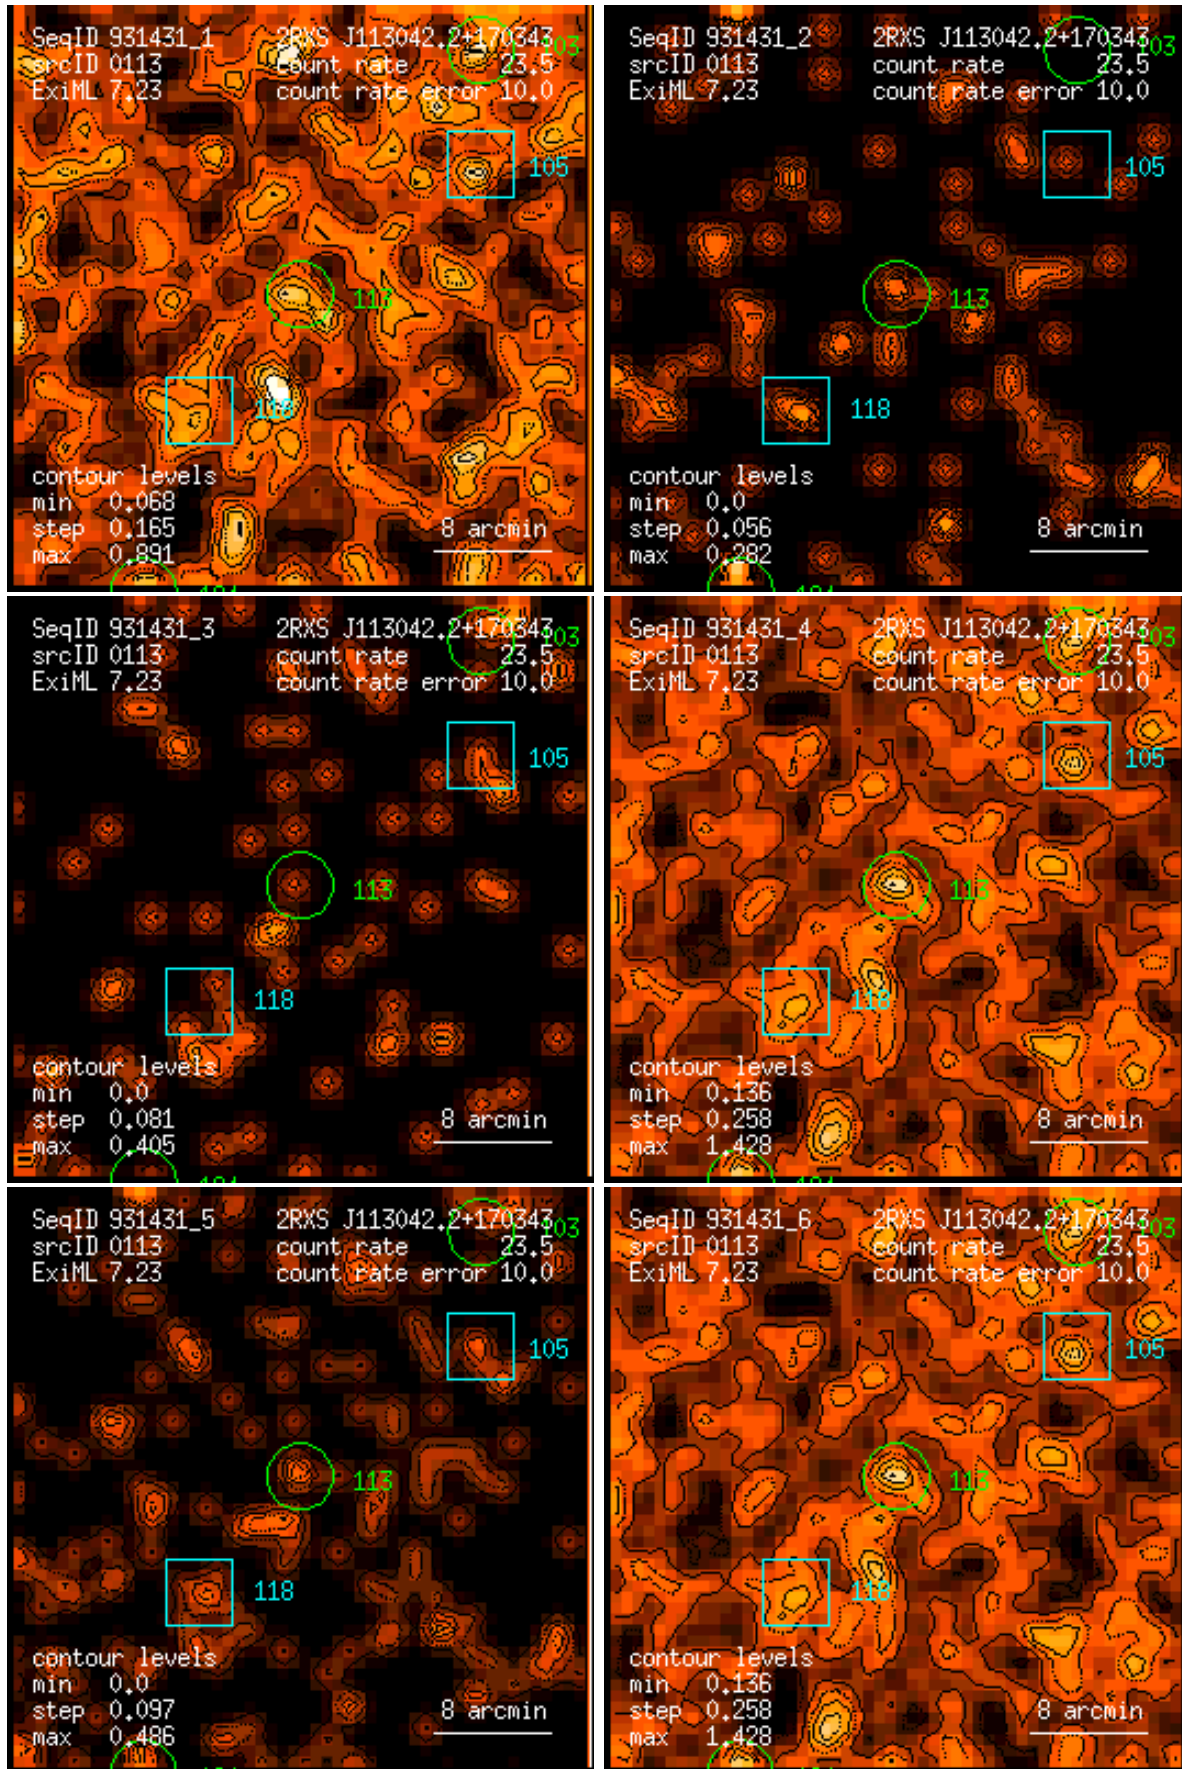 SeqID 931431_1 2RXS J113042.2+170343
103
srcID 0113 count rate 23.5
ExiML 7.23 count rate error 10.0
105
113
118
contour levels
min 0.068
step 0.165 8 arcmin
max 0.891
SeqID 931431_2 2RXS J113042.2+170343
103
srcID 0113 count rate 23.5
ExiML 7.23 count rate error 10.0
105
113
118
contour levels
min 0.0
step 0.056 8 arcmin
max 0.282
SeqID 931431_3 2RXS J113042.2+170343
103
srcID 0113 count rate 23.5
ExiML 7.23 count rate error 10.0
105
113
118
contour levels
min 0.0
step 0.081 8 arcmin
max 0.405
SeqID 931431_4 2RXS J113042.2+170343
103
srcID 0113 count rate 23.5
ExiML 7.23 count rate error 10.0
105
113
118
contour levels
min 0.136
step 0.258 8 arcmin
max 1.428
SeqID 931431_5 2RXS J113042.2+170343
103
srcID 0113 count rate 23.5
ExiML 7.23 count rate error 10.0
105
113
118
contour levels
min 0.0
step 0.097 8 arcmin
max 0.486
SeqID 931431_6 2RXS J113042.2+170343
103
srcID 0113 count rate 23.5
ExiML 7.23 count rate error 10.0
105
113
118
contour levels
min 0.136
step 0.258 8 arcmin
max 1.428